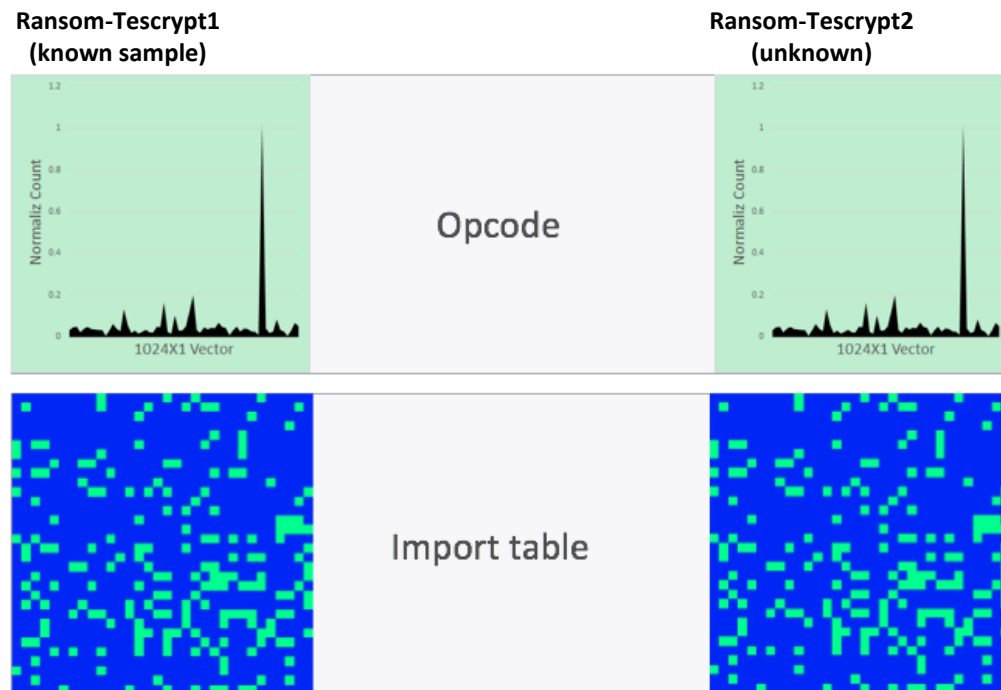 Ransom-Tescrypt1
(known sample)
Ransom-Tescrypt2
(unknown)
1.2
1
0.8
0.6
0.4
0.2
0
Normaliz Count
1024X1 Vector
Opcode
1.2
1
0.8
0.6
0.4
0.2
0
Normaliz Count
1024X1 Vector
Import table